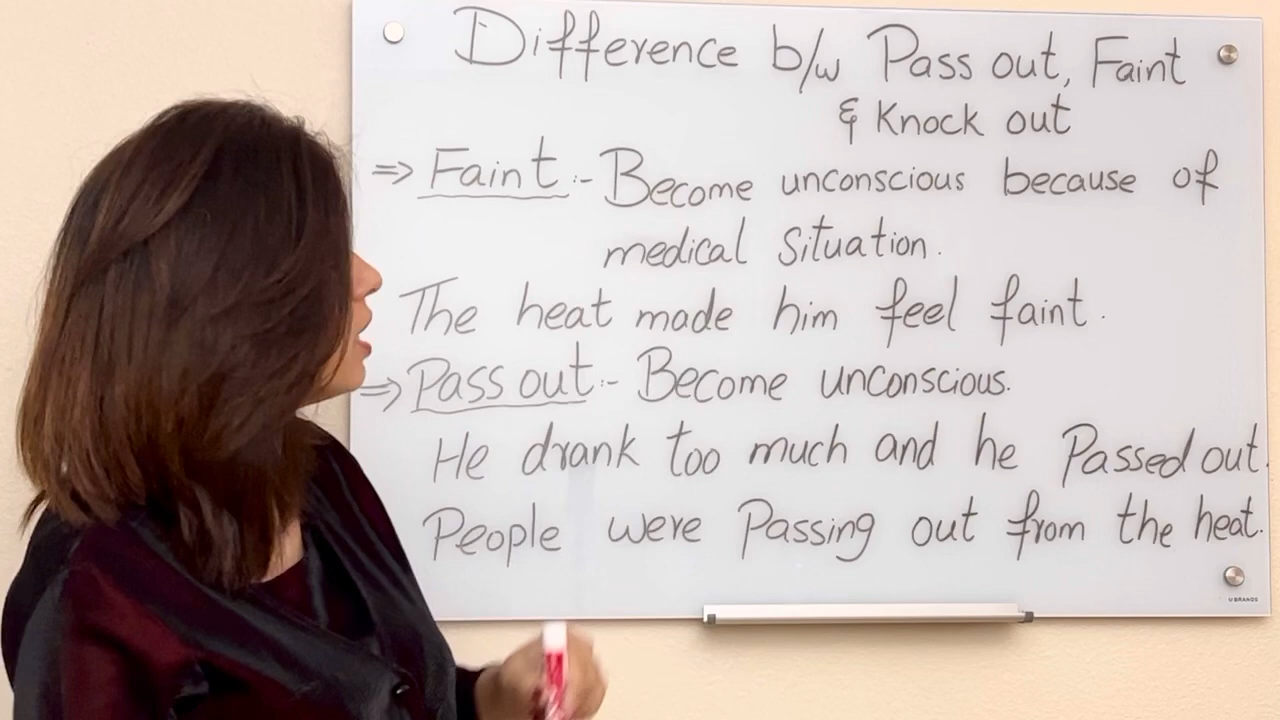 Difference b/w Pass out, Faint
& Knock out
⇒ Faint :- Become unconscious because of
medical situation.
The heat made him feel faint.
⇒ Pass out :- Become unconscious.
He drank too much and he Passed out.
People were Passing out from the heat.
U BRANDS